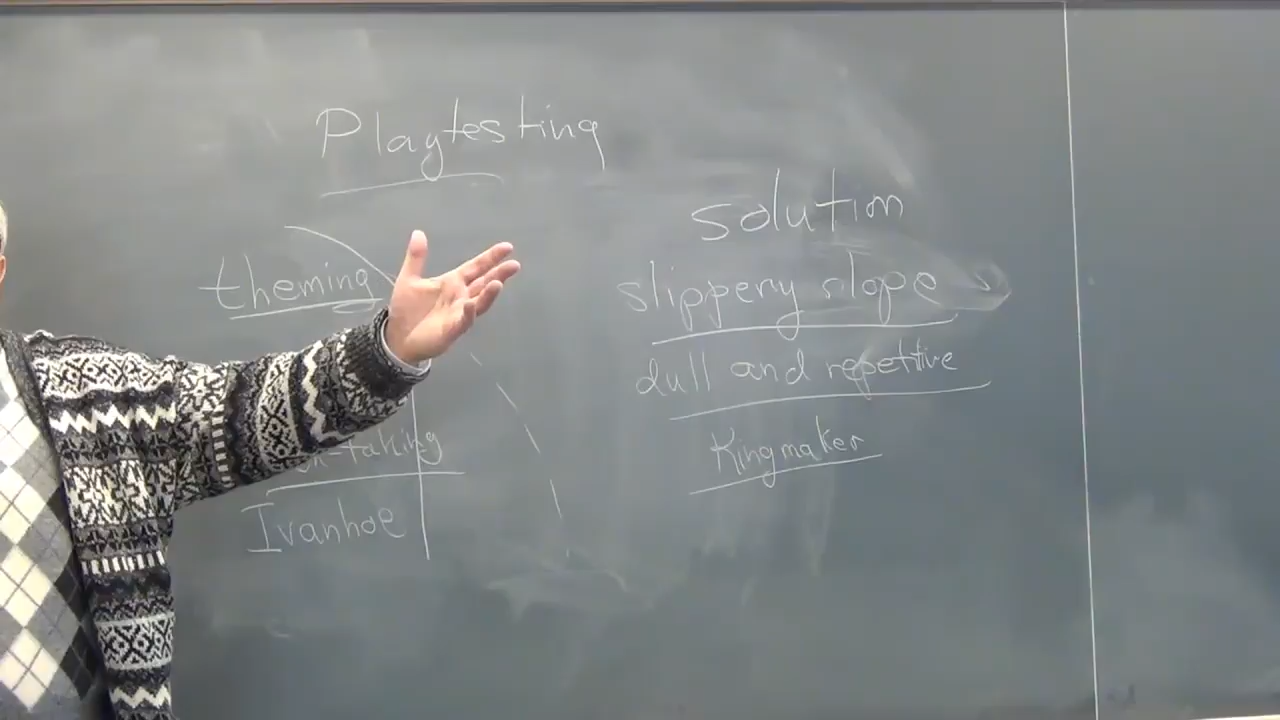 Playtesting
theming
-taking
Ivanhoe
solution
slippery slope
dull and repetitive
Kingmaker